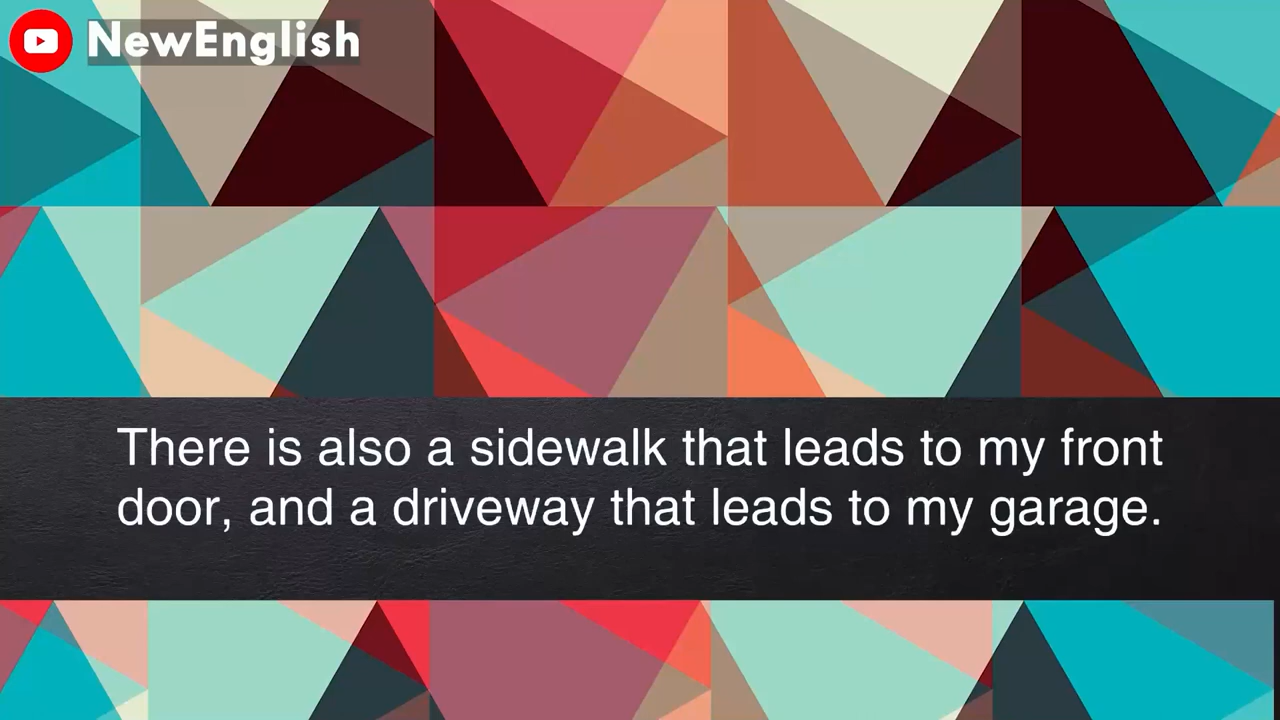 NewEnglish
There is also a sidewalk that leads to my front
door, and a driveway that leads to my garage.